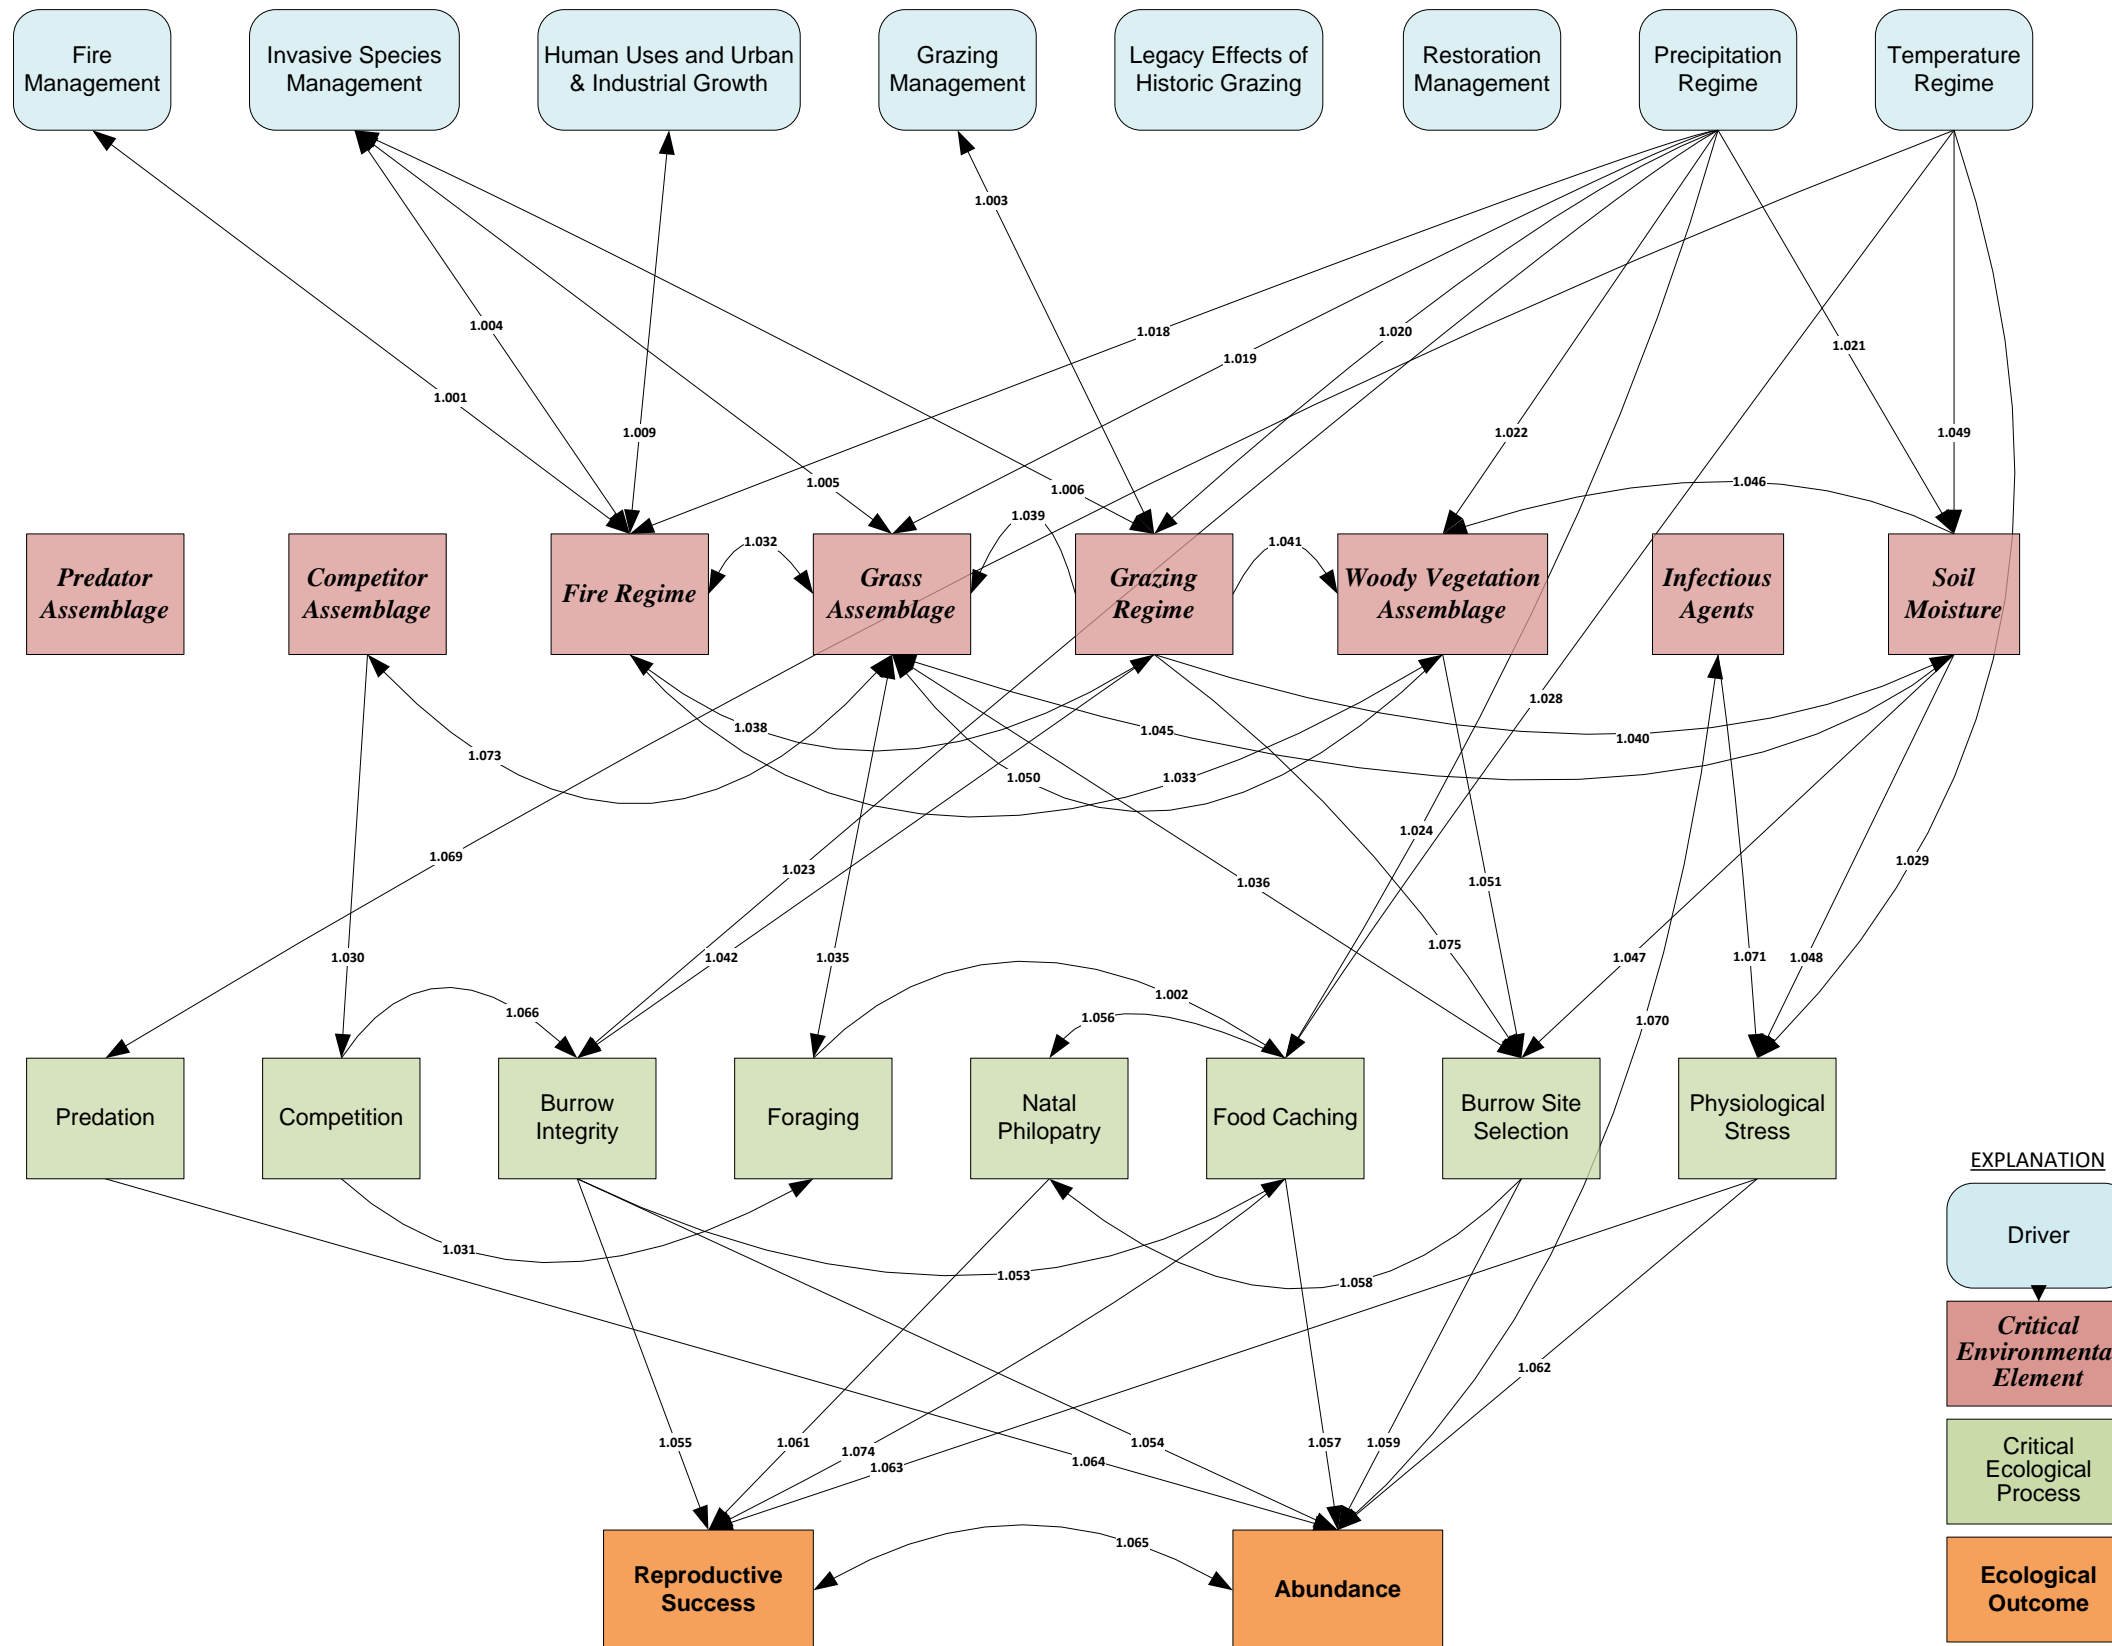 Fire
Management
Invasive Species
Management
Human Uses and Urban
& Industrial Growth
Grazing
Management
Legacy Effects of
Historic Grazing
Restoration
Management
Precipitation
Regime
Temperature
Regime
1.003
1.004
1.018
1.020
1.021
1.019
1.001
1.009
1.022
1.049
1.005
1.006
1.046
1.039
1.032
1.041
Predator
Assemblage
Competitor
Assemblage
Fire Regime
Grass
Assemblage
Grazing
Regime
Woody Vegetation
Assemblage
Infectious
Agents
Soil
Moisture
1.028
1.038
1.045
1.040
1.073
1.050
1.033
1.024
1.069
1.023
1.029
1.036
1.051
1.075
1.030
1.042
1.035
1.047
1.071
1.048
1.002
1.066
1.056
1.070
Predation
Competition
Burrow
Integrity
Foraging
Natal
Philopatry
Food Caching
Burrow Site
Selection
Physiological
Stress
1.031
1.053
1.058
1.062
1.055
1.061
1.074
1.063
1.054
1.064
1.057
1.059
1.065
Reproductive
Success
Abundance
EXPLANATION
Driver
Critical
Environmenta
Element
Critical
Ecological
Process
Ecological
Outcome